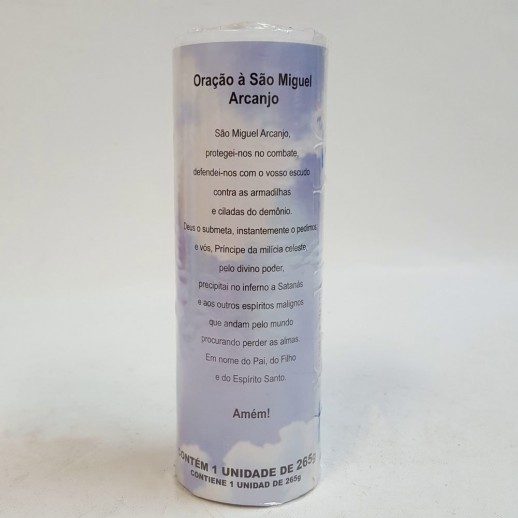 Oração à São Miguel
Arcanjo
São Miguel Arcanjo,
protegei-nos no combate,
defendei-nos com o vosso escudo
contra as armadilhas
e ciladas do demônio.
Deus o submeta, instantemente o pedimos;
e vós, Principe da milícia celeste
pelo divino poder,
precipitai no inferno a Satanás
e aos outros espíritos malignos
que andam pelo mundo
procurando perder as almas.
Em nome do Pai, do Filho
e do Espírito Santo.
Amém!
CONTÉM 1 UNIDADE DE 265g
CONTIENE 1 UNIDAD DE 265g